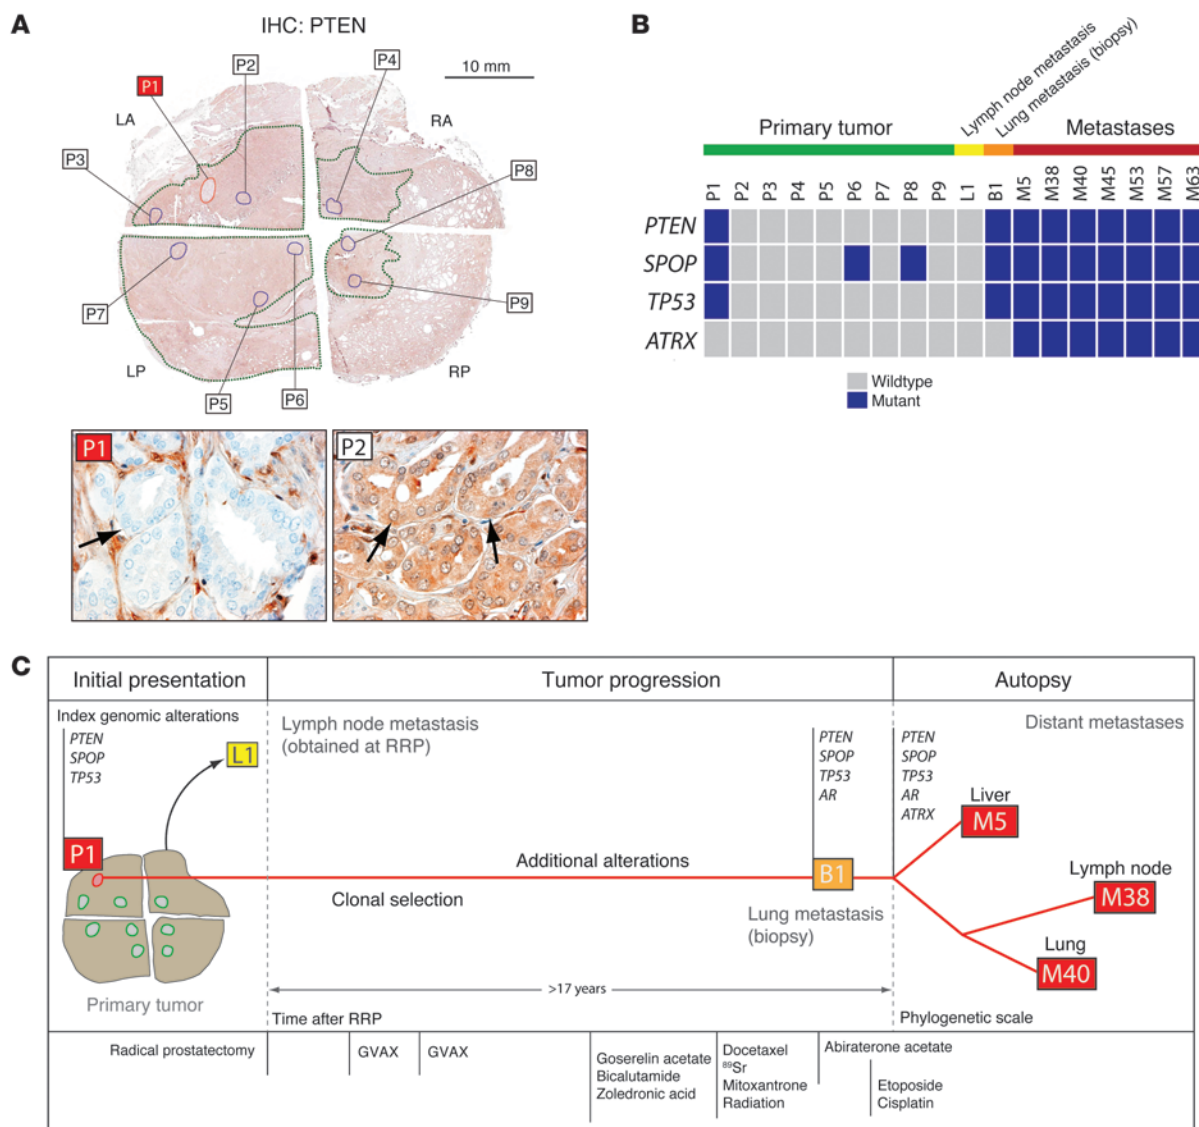 A
IHC: PTEN
P1
P2
P4
10 mm
LA
RA
P3
P8
P7
P9
LP
RP
P5
P6
P1
P2
B
Lymph node metastasis
Lung metastasis (biopsy)
Primary tumor
Metastases
P1 P2 P3 P4 P5 P6 P7 P8 P9 L1 B1 M5 M38 M40 M45 M53 M57 M63
PTEN
SPOP
TP53
ATRX
Wildtype
Mutant
C
Initial presentation
Tumor progression
Autopsy
Index genomic alterations
PTEN
SPOP
TP53
L1
P1
Primary tumor
Lymph node metastasis
(obtained at RRP)
Additional alterations
Clonal selection
PTEN
SPOP
TP53
AR
B1
Lung metastasis
(biopsy)
>17 years
Time after RRP
Distant metastases
PTEN
SPOP
TP53
AR
ATRX
Liver
M5
Lymph node
M38
Lung
M40
Phylogenetic scale
Radical prostatectomy
GVAX
GVAX
Goserelin acetate
Bicalutamide
Zoledronic acid
Docetaxel
⁸⁹Sr
Mitoxantrone
Radiation
Abiraterone acetate
Etoposide
Cisplatin